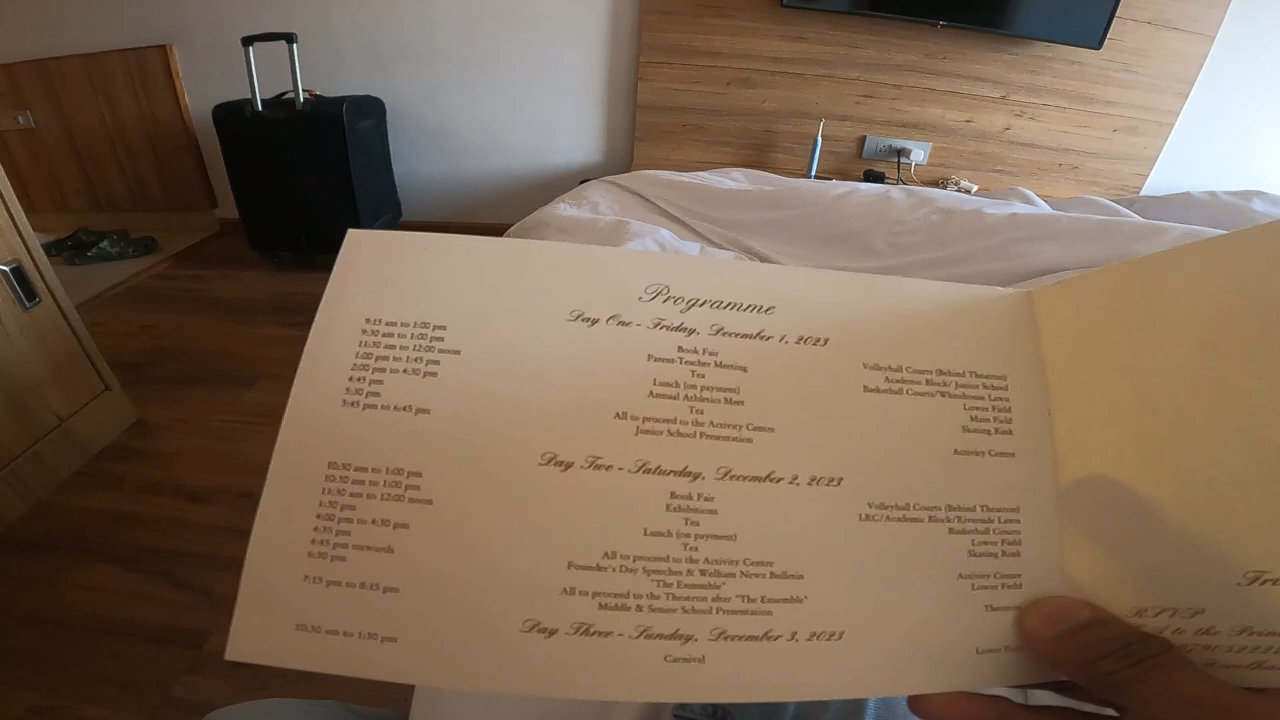 Programme
Day One - Friday, December 1, 2023
9:15 am to 1:00 pm Book Fair Volleyball Courts (Behind Theatron)
9:30 am to 1:00 pm Parent-Teacher Meeting Academic Block/ Junior School
11:30 am to 12:00 noon Tea Basketball Courts/Whitehouse Lawn
1:00 pm to 1:45 pm Lunch (on payment) Lower Field
2:00 pm to 4:30 pm Annual Athletics Meet Main Field
4:45 pm Tea Skating Rink
5:30 pm All to proceed to the Activity Centre
5:45 pm to 6:45 pm Junior School Presentation Activity Centre
Day Two - Saturday, December 2, 2023
10:30 am to 1:00 pm Book Fair Volleyball Courts (Behind Theatron)
10:30 am to 1:00 pm Exhibitions LRC/Academic Block/Riverside Lawn
11:30 am to 12:00 noon Tea Basketball Courts
1:30 pm Lunch (on payment) Lower Field
4:00 pm to 4:30 pm Tea Skating Rink
4:35 pm All to proceed to the Activity Centre
4:45 pm onwards Founder's Day Speeches & Welham Newz Bulletin Activity Centre
6:30 pm "The Ensemble" Lower Field
All to proceed to the Theatron after "The Ensemble"
7:15 pm to 8:15 pm Middle & Senior School Presentation
Day Three - Sunday, December 3, 2023
10:30 am to 1:30 pm Carnival Lower
RSVP
to the